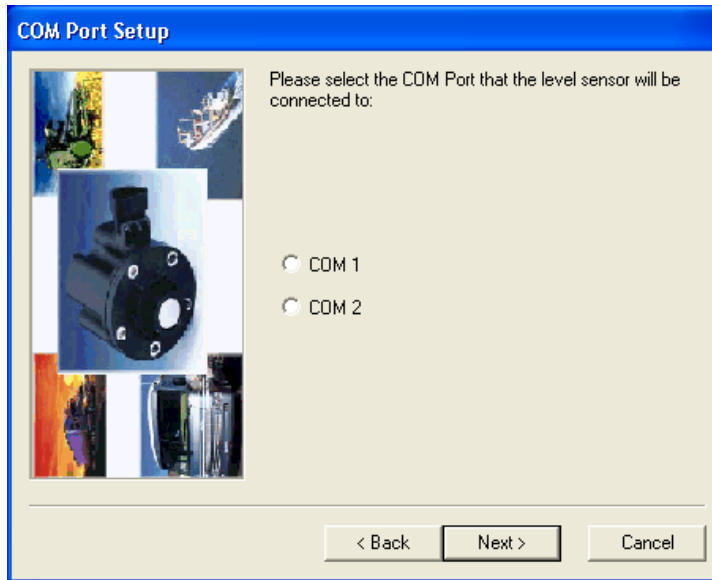 COM Port Setup
Please select the COM Port that the level sensor will be
connected to:
COM 1
COM 2
< Back
Next >
Cancel